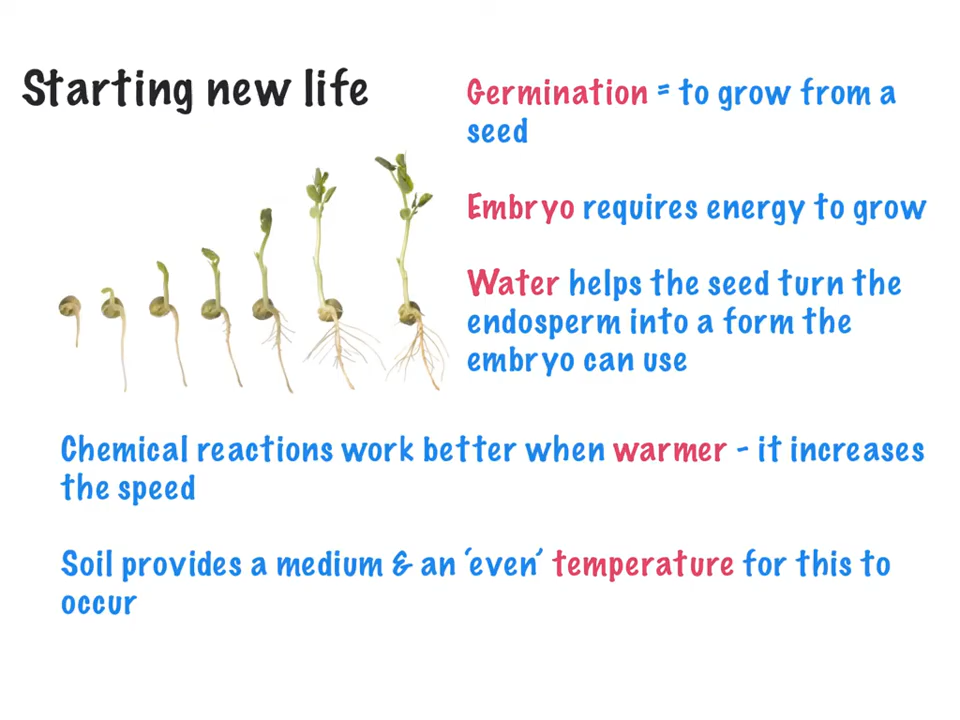 Starting new life
Germination = to grow from a
seed
Embryo requires energy to grow
Water helps the seed turn the
endosperm into a form the
embryo can use
Chemical reactions work better when warmer - it increases
the speed
Soil provides a medium & an ‘even’ temperature for this to
occur